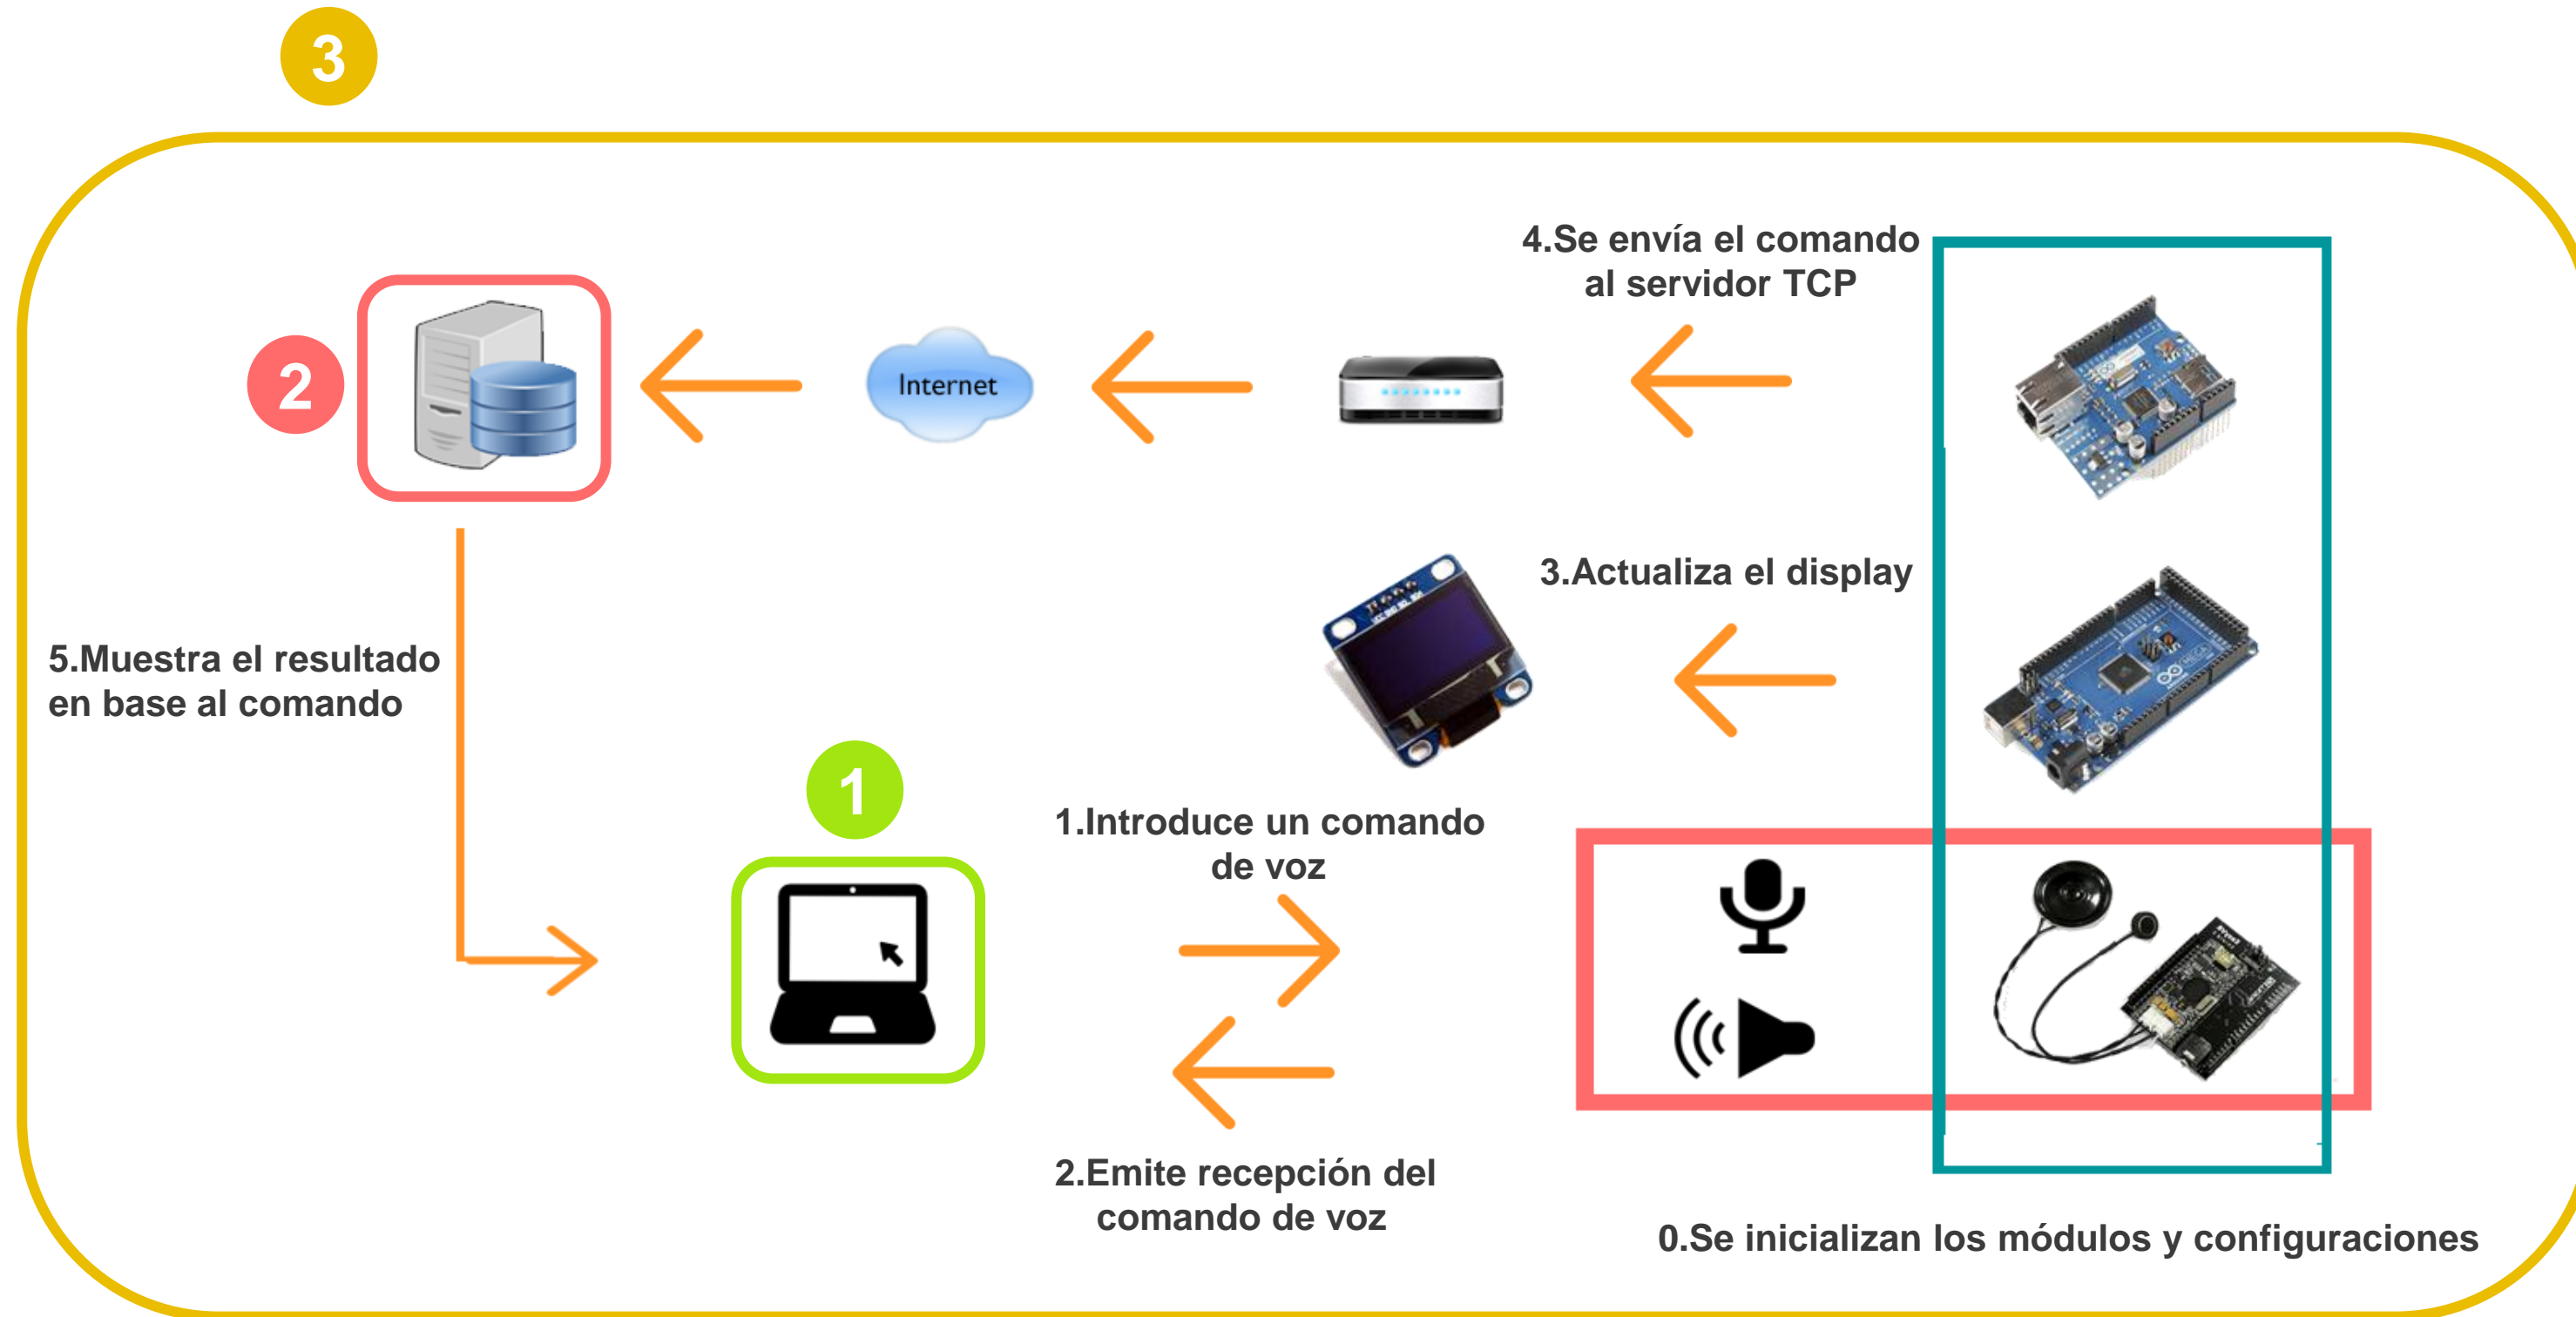 3
4.Se envía el comando
al servidor TCP
2
Internet
3.Actualiza el display
5.Muestra el resultado
en base al comando
1
1.Introduce un comando
de voz
2.Emite recepción del
comando de voz
0.Se inicializan los módulos y configuraciones
MEGA